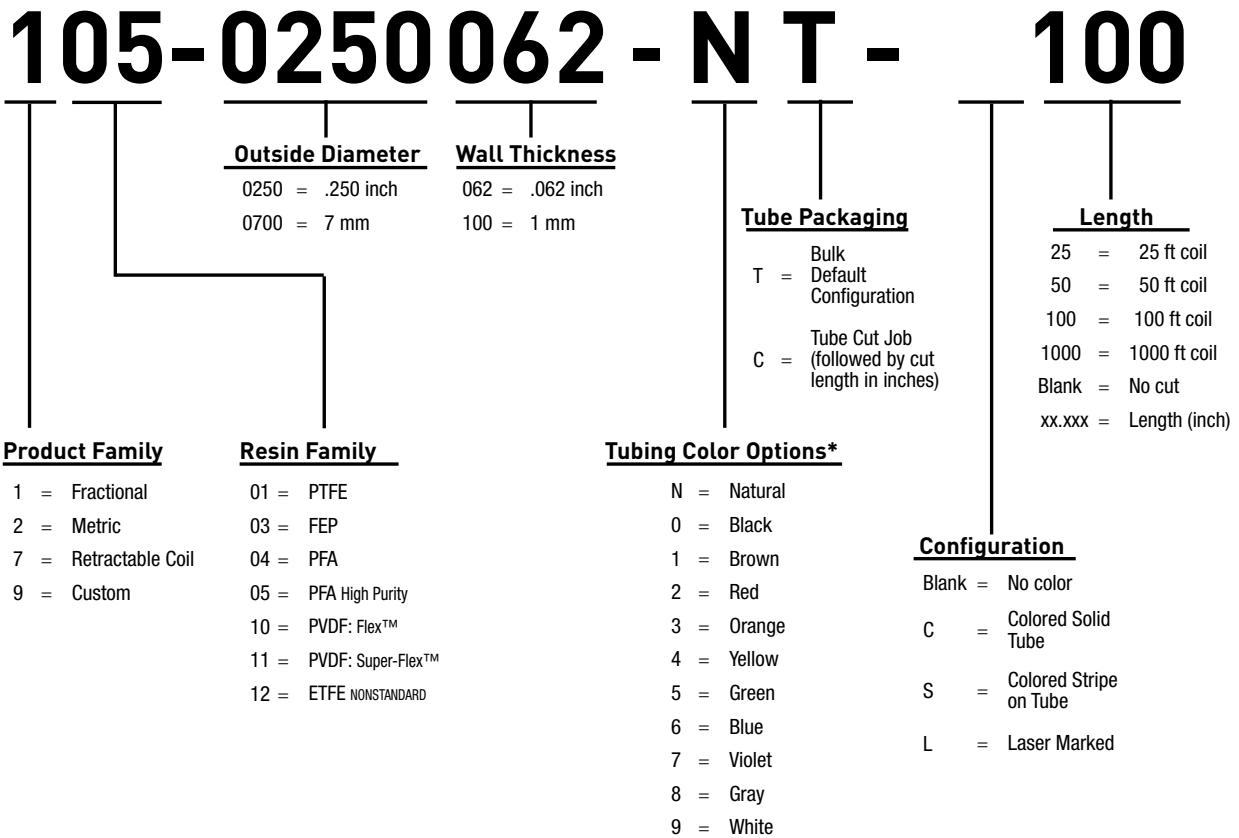 105-0250062-NT- 100
Outside Diameter
0250 = .250 inch
0700 = 7 mm
Wall Thickness
062 = .062 inch
100 = 1 mm
Tube Packaging
T = Bulk
Default
Configuration
C = Tube Cut Job
(followed by cut
length in inches)
Length
25 = 25 ft coil
50 = 50 ft coil
100 = 100 ft coil
1000 = 1000 ft coil
Blank = No cut
xx.xxx = Length (inch)
Product Family
1 = Fractional
2 = Metric
7 = Retractable Coil
9 = Custom
Resin Family
01 = PTFE
03 = FEP
04 = PFA
05 = PFA High Purity
10 = PVDF: Flex™
11 = PVDF: Super-Flex™
12 = ETFE NONSTANDARD
Tubing Color Options*
N = Natural
0 = Black
1 = Brown
2 = Red
3 = Orange
4 = Yellow
5 = Green
6 = Blue
7 = Violet
8 = Gray
9 = White
Configuration
Blank = No color
C = Colored Solid
Tube
S = Colored Stripe
on Tube
L = Laser Marked